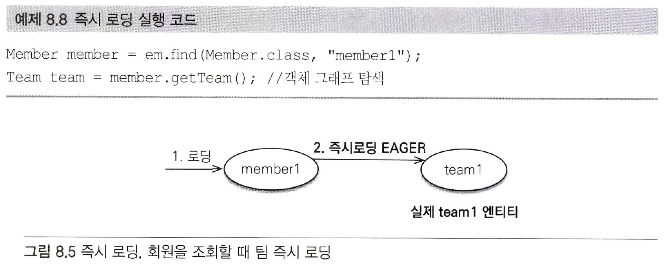 예제 8.8 즉시 로딩 실행 코드
Member member = em.find(Member.class, "member1");
Team team = member.getTeam(); //객체 그래프 탐색
1. 로딩
2. 즉시로딩 EAGER
member1
team1
실제 team1 엔티티
그림 8.5 즉시 로딩, 회원을 조회할 때 팀 즉시 로딩